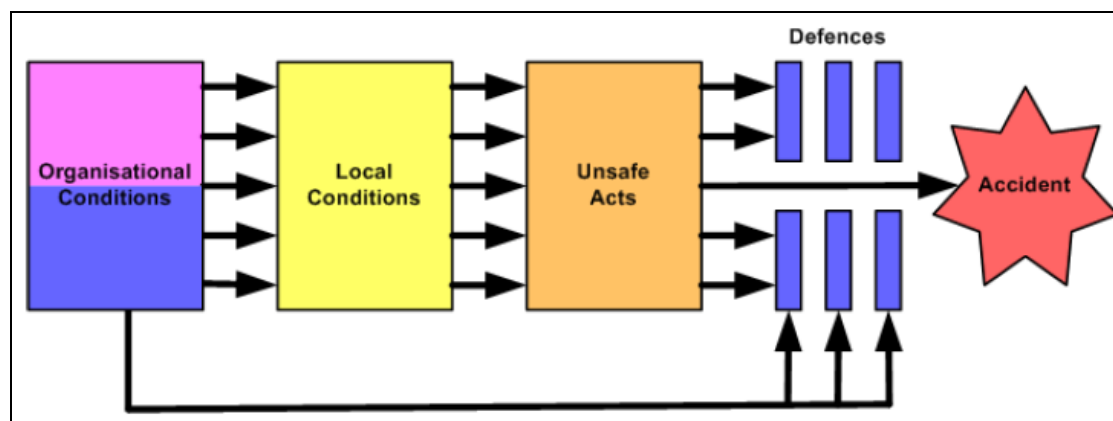 Defences
Organisational
Conditions
Local
Conditions
Unsafe
Acts
Accident